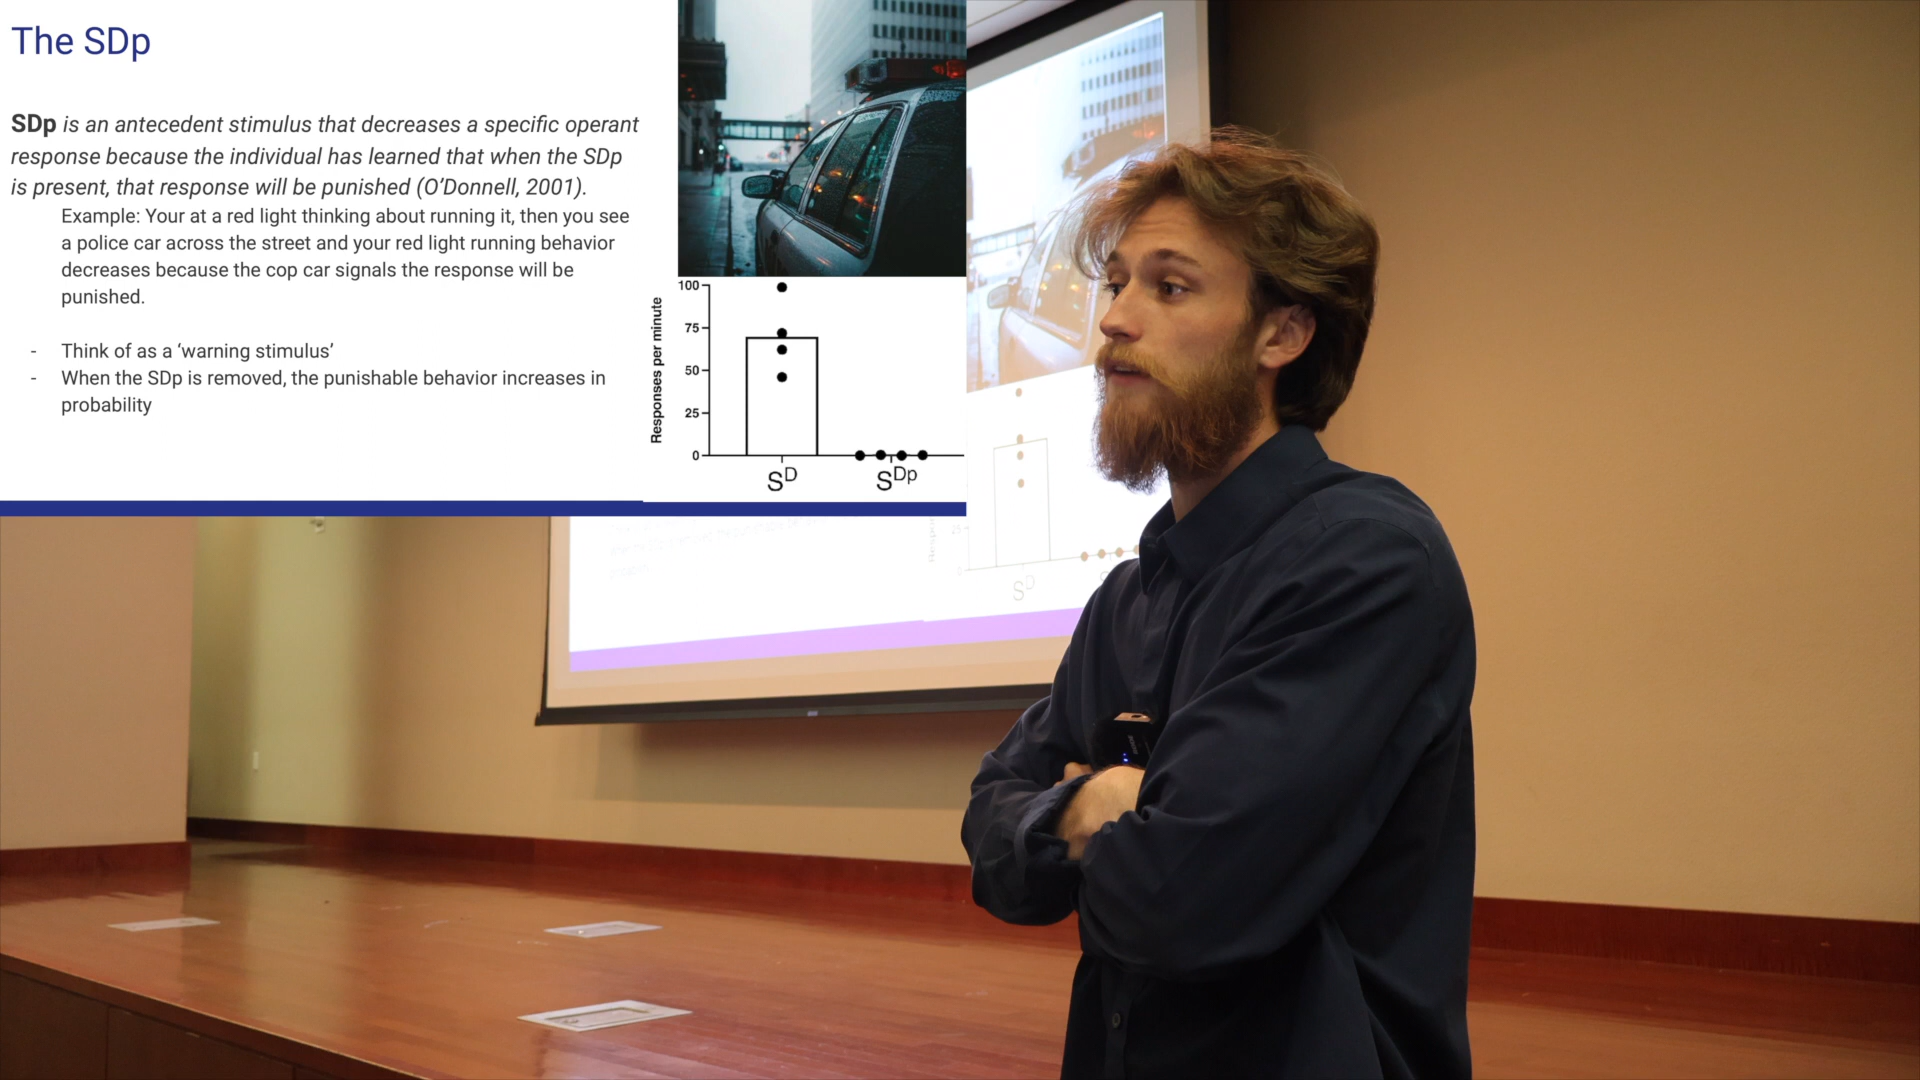 The SDp
SDp is an antecedent stimulus that decreases a specific operant
response because the individual has learned that when the SDp
is present, that response will be punished (O’Donnell, 2001).
Example: Your at a red light thinking about running it, then you see
a police car across the street and your red light running behavior
decreases because the cop car signals the response will be
punished.
- Think of as a ‘warning stimulus’
- When the SDp is removed, the punishable behavior increases in
probability
Responses per minute
100
75
50
25
0
SD
SDp
25
0
SD